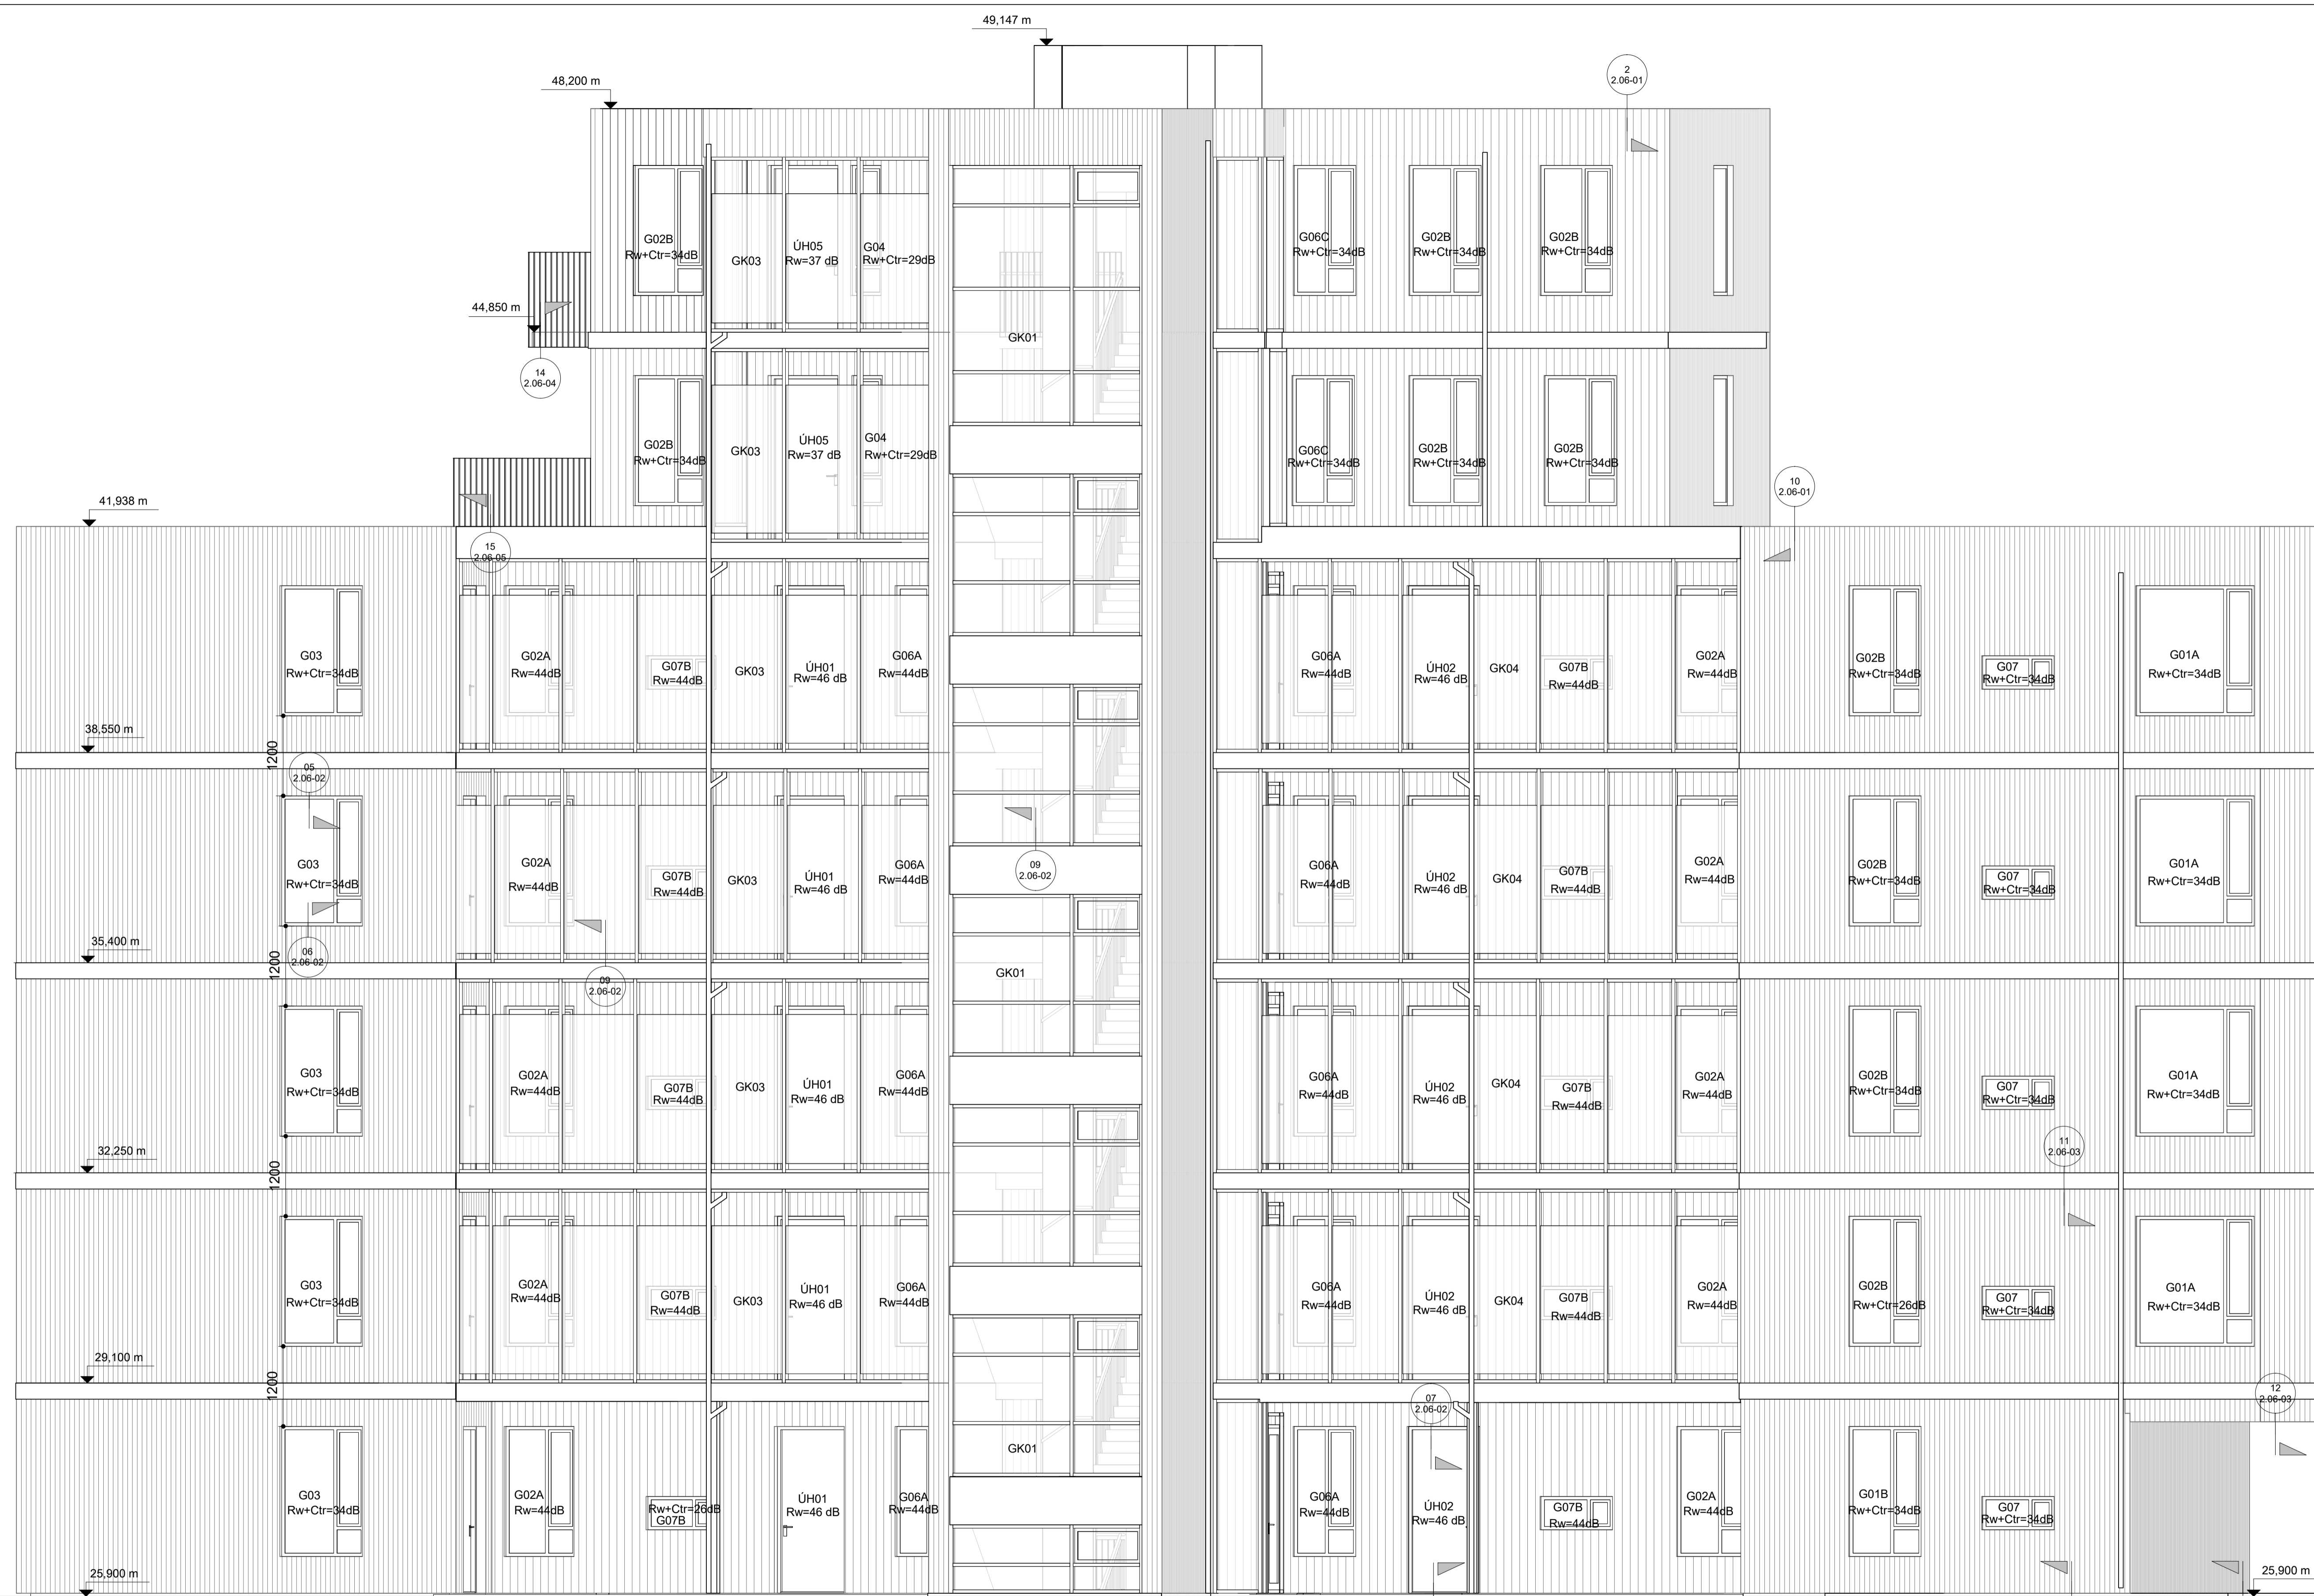 49,147 m
48,200 m
2
2.06-01
G02B
Rw+Ctr=34dB
GK03
ÚH05
Rw=37 dB
G04
Rw+Ctr=29dB
G06C
Rw+Ctr=34dB
G02B
Rw+Ctr=34dB
G02B
Rw+Ctr=34dB
44,850 m
GK01
14
2.06-04
G02B
Rw+Ctr=34dB
GK03
ÚH05
Rw=37 dB
G04
Rw+Ctr=29dB
G06C
Rw+Ctr=34dB
G02B
Rw+Ctr=34dB
G02B
Rw+Ctr=34dB
10
2.06-01
41,938 m
15
2.06-05
G03
Rw+Ctr=34dB
G02A
Rw=44dB
G07B
Rw=44dB
GK03
ÚH01
Rw=46 dB
G06A
Rw=44dB
G06A
Rw=44dB
ÚH02
Rw=46 dB
GK04
G07B
Rw=44dB
G02A
Rw=44dB
G02B
Rw+Ctr=34dB
G07
Rw+Ctr=34dB
G01A
Rw+Ctr=34dB
38,550 m
1200
05
2.06-02
G03
Rw+Ctr=34dB
G02A
Rw=44dB
G07B
Rw=44dB
GK03
ÚH01
Rw=46 dB
G06A
Rw=44dB
09
2.06-02
G06A
Rw=44dB
ÚH02
Rw=46 dB
GK04
G07B
Rw=44dB
G02A
Rw=44dB
G02B
Rw+Ctr=34dB
G07
Rw+Ctr=34dB
G01A
Rw+Ctr=34dB
35,400 m
1200
06
2.06-02
09
2.06-02
GK01
G03
Rw+Ctr=34dB
G02A
Rw=44dB
G07B
Rw=44dB
GK03
ÚH01
Rw=46 dB
G06A
Rw=44dB
G06A
Rw=44dB
ÚH02
Rw=46 dB
GK04
G07B
Rw=44dB
G02A
Rw=44dB
G02B
Rw+Ctr=34dB
G07
Rw+Ctr=34dB
G01A
Rw+Ctr=34dB
11
2.06-03
32,250 m
1200
G03
Rw+Ctr=34dB
G02A
Rw=44dB
G07B
Rw=44dB
GK03
ÚH01
Rw=46 dB
G06A
Rw=44dB
G06A
Rw=44dB
ÚH02
Rw=46 dB
GK04
G07B
Rw=44dB
G02A
Rw=44dB
G02B
Rw+Ctr=26dB
G07
Rw+Ctr=34dB
G01A
Rw+Ctr=34dB
29,100 m
1200
07
2.06-02
12
2.06-03
GK01
G03
Rw+Ctr=34dB
G02A
Rw=44dB
Rw+Ctr=26dB
G07B
ÚH01
Rw=46 dB
G06A
Rw=44dB
G06A
Rw=44dB
ÚH02
Rw=46 dB
G07B
Rw=44dB
G02A
Rw=44dB
G01B
Rw+Ctr=34dB
G07
Rw+Ctr=34dB
25,900 m
25,900 m